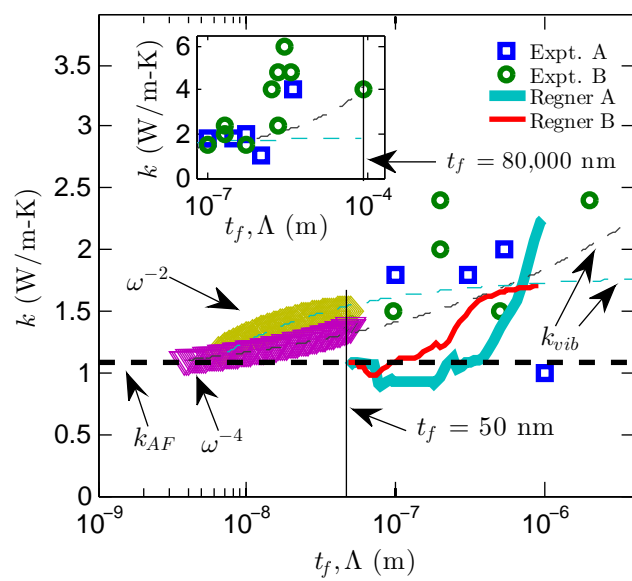 3.5
3
2.5
2
1.5
1
0.5
0
k (W/m-K)
10⁻⁹
10⁻⁸
10⁻⁷
10⁻⁶
t_f, Λ (m)
6
4
2
0
k (W/m-K)
10⁻⁷
10⁻⁴
t_f, Λ (m)
Expt. A
Expt. B
Regner A
Regner B
t_f = 80,000 nm
ω⁻²
k_vib
k_AF
ω⁻⁴
t_f = 50 nm